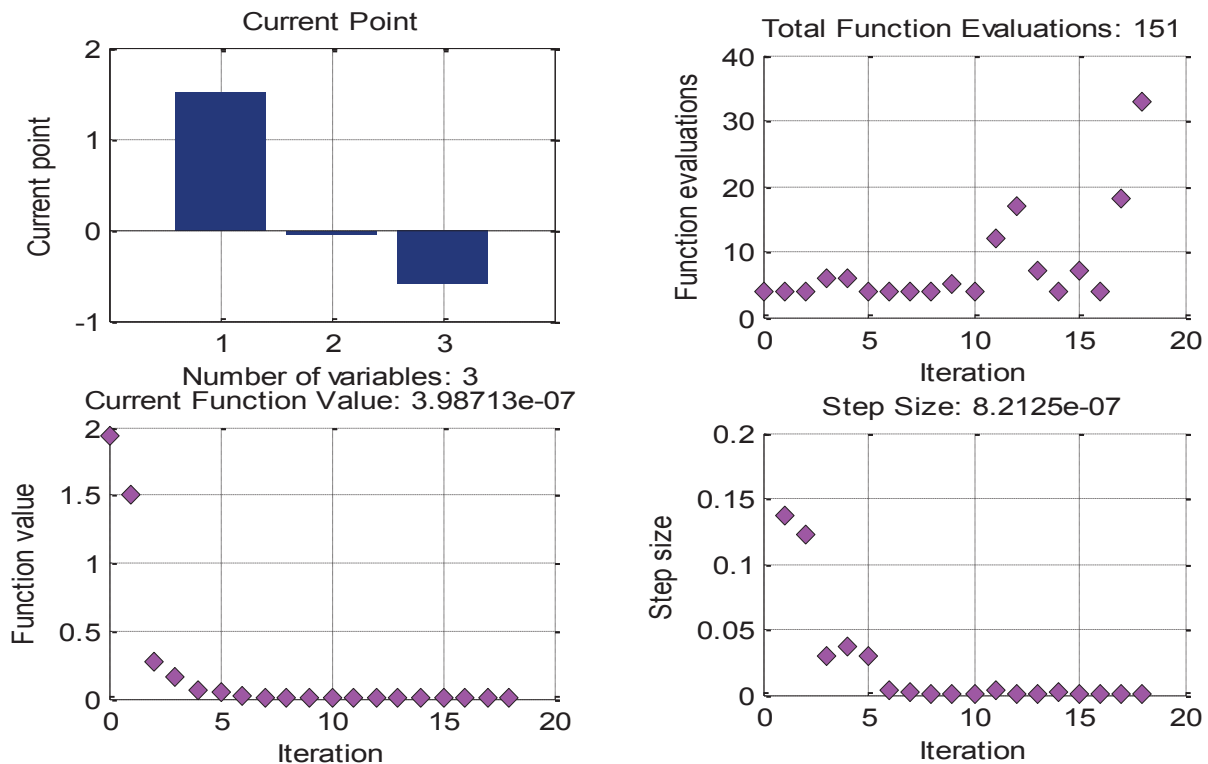 Current Point
2
1
0
-1
Current point
1 2 3
Number of variables: 3
Total Function Evaluations: 151
40
30
20
10
0
Function evaluations
0 5 10 15 20
Iteration
Current Function Value: 3.98713e-07
2
1.5
1
0.5
0
Function value
0 5 10 15 20
Iteration
Step Size: 8.2125e-07
0.2
0.15
0.1
0.05
0
Step size
0 5 10 15 20
Iteration